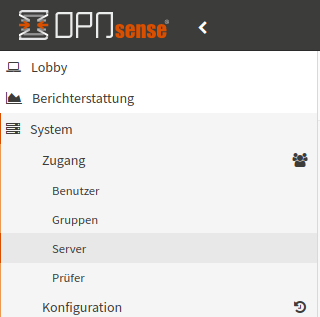 OPNsense®
Lobby
Berichterstattung
System
Zugang
Benutzer
Gruppen
Server
Prüfer
Konfiguration